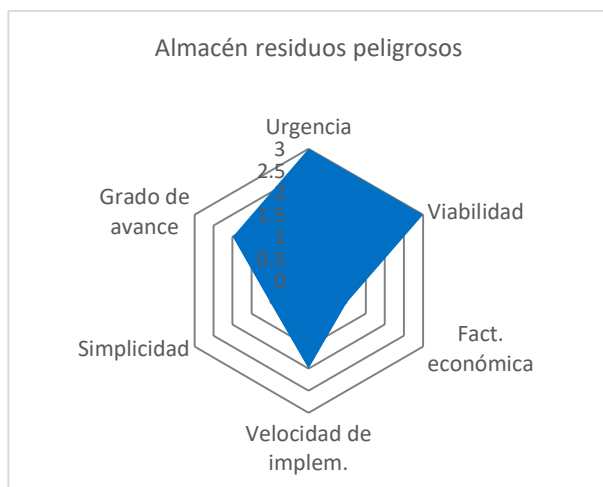 Almacén residuos peligrosos
Urgencia
3
2.5
2
1.5
1
0.5
0
Viabilidad
Fact.
económica
Velocidad de
implem.
Simplicidad
Grado de
avance